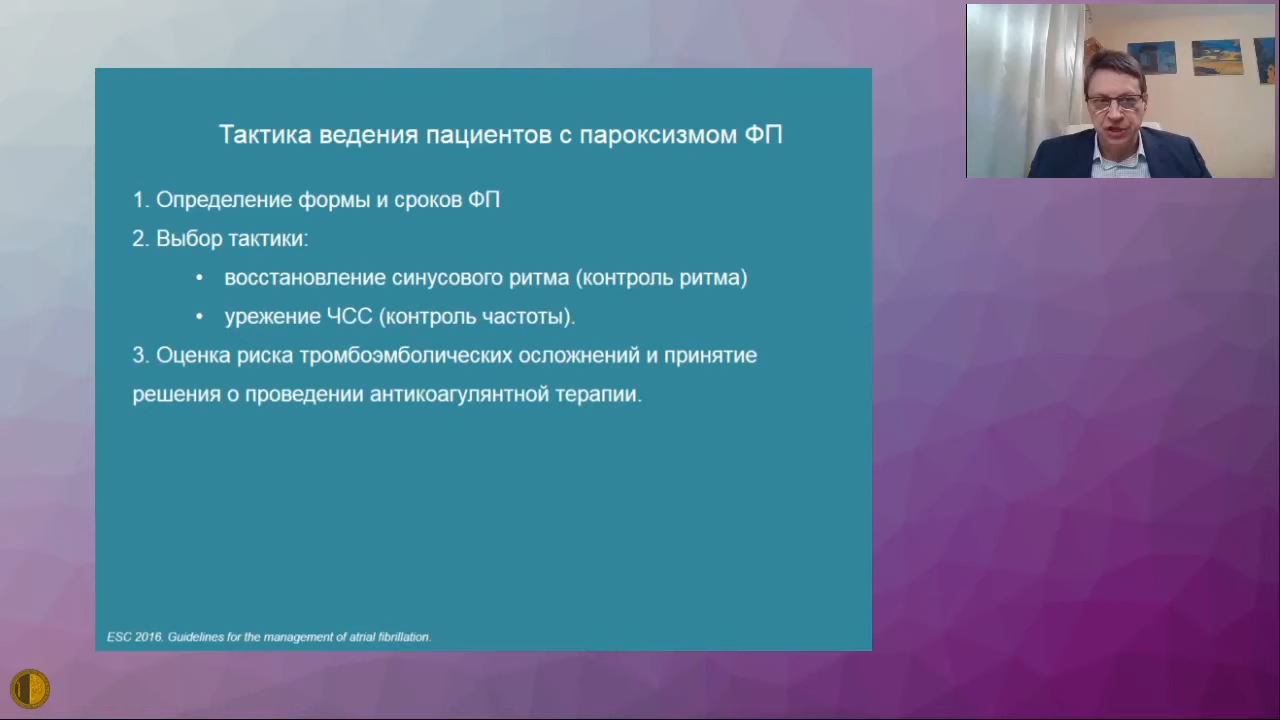 Тактика ведения пациентов с пароксизмом ФП
1. Определение формы и сроков ФП
2. Выбор тактики:
• восстановление синусового ритма (контроль ритма)
• урежение ЧСС (контроль частоты).
3. Оценка риска тромбоэмболических осложнений и принятие
решения о проведении антикоагулянтной терапии.
ESC 2016. Guidelines for the management of atrial fibrillation.